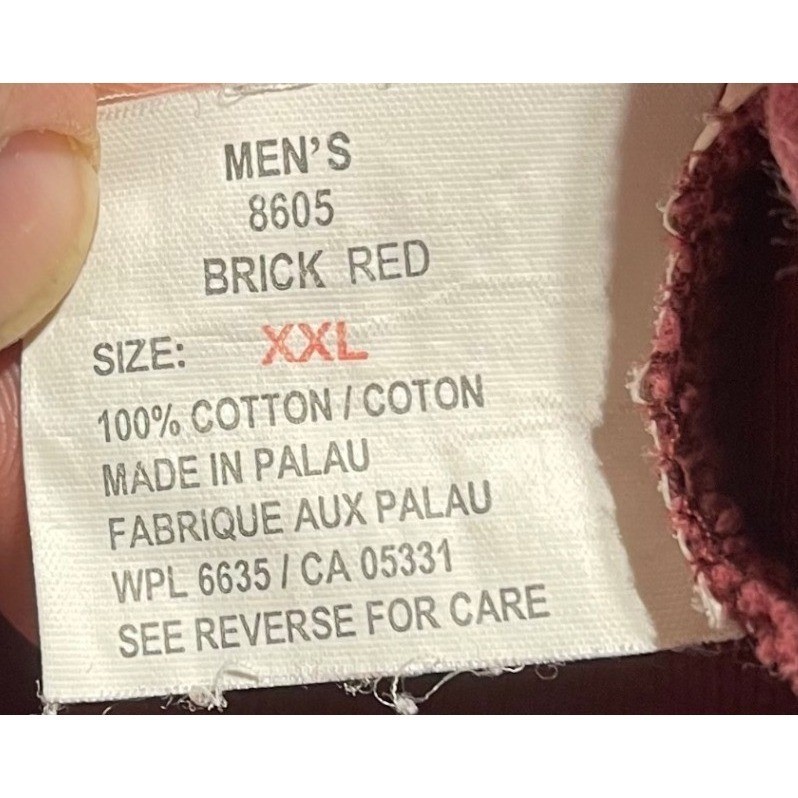 MEN'S
8605
BRICK RED
SIZE: XXL
100% COTTON / COTON
MADE IN PALAU
FABRIQUE AUX PALAU
WPL 6635 / CA 05331
SEE REVERSE FOR CARE